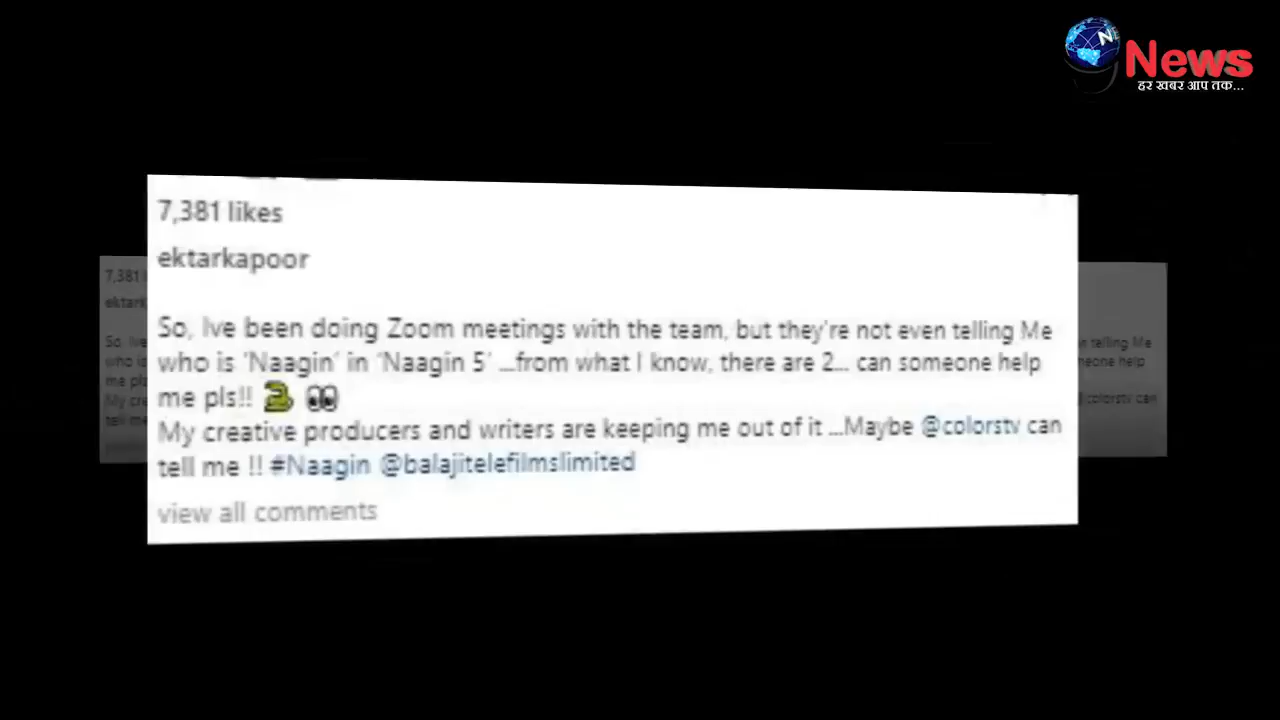 News
हर खबर आप तक...
7,381 likes
ektarkapoor
So, Ive been doing Zoom meetings with the team, but they're not even telling Me
who is 'Naagin' in 'Naagin 5' ...from what I know, there are 2... can someone help
me pls!! 🐍 👀
My creative producers and writers are keeping me out of it ...Maybe @colorstv can
tell me !! #Naagin @balajitelefilmslimited
view all comments